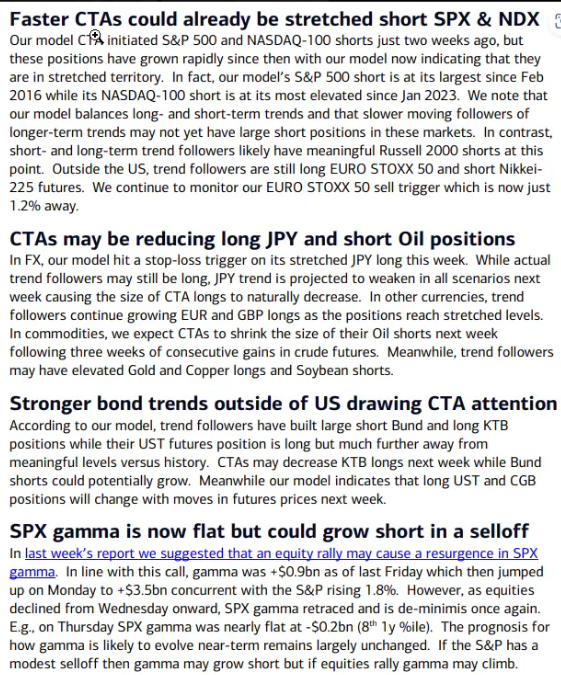 Faster CTAs could already be stretched short SPX & NDX
Our model CTA initiated S&P 500 and NASDAQ-100 shorts just two weeks ago, but
these positions have grown rapidly since then with our model now indicating that they
are in stretched territory. In fact, our model's S&P 500 short is at its largest since Feb
2016 while its NASDAQ-100 short is at its most elevated since Jan 2023. We note that
our model balances long- and short-term trends and that slower moving followers of
longer-term trends may not yet have large short positions in these markets. In contrast,
short- and long-term trend followers likely have meaningful Russell 2000 shorts at this
point. Outside the US, trend followers are still long EURO STOXX 50 and short Nikkei-
225 futures. We continue to monitor our EURO STOXX 50 sell trigger which is now just
1.2% away.
CTAs may be reducing long JPY and short Oil positions
In FX, our model hit a stop-loss trigger on its stretched JPY long this week. While actual
trend followers may still be long, JPY trend is projected to weaken in all scenarios next
week causing the size of CTA longs to naturally decrease. In other currencies, trend
followers continue growing EUR and GBP longs as the positions reach stretched levels.
In commodities, we expect CTAs to shrink the size of their Oil shorts next week
following three weeks of consecutive gains in crude futures. Meanwhile, trend followers
may have elevated Gold and Copper longs and Soybean shorts.
Stronger bond trends outside of US drawing CTA attention
According to our model, trend followers have built large short Bund and long KTB
positions while their UST futures position is long but much further away from
meaningful levels versus history. CTAs may decrease KTB longs next week while Bund
shorts could potentially grow. Meanwhile our model indicates that long UST and CGB
positions will change with moves in futures prices next week.
SPX gamma is now flat but could grow short in a selloff
In last week's report we suggested that an equity rally may cause a resurgence in SPX
gamma. In line with this call, gamma was +$0.9bn as of last Friday which then jumped
up on Monday to +$3.5bn concurrent with the S&P rising 1.8%. However, as equities
declined from Wednesday onward, SPX gamma retraced and is de-minimis once again.
E.g., on Thursday SPX gamma was nearly flat at -$0.2bn (8th 1y %ile). The prognosis for
how gamma is likely to evolve near-term remains largely unchanged. If the S&P has a
modest selloff then gamma may grow short but if equities rally gamma may climb.